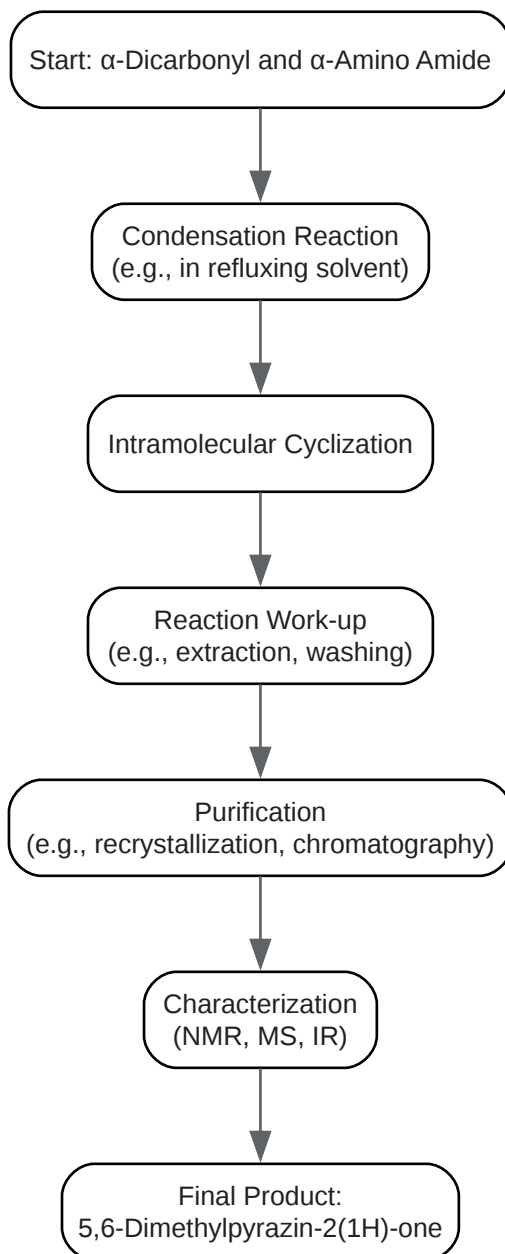 Start: α-Dicarbonyl and α-Amino Amide
Condensation Reaction
(e.g., in refluxing solvent)
Intramolecular Cyclization
Reaction Work-up
(e.g., extraction, washing)
Purification
(e.g., recrystallization, chromatography)
Characterization
(NMR, MS, IR)
Final Product:
5,6-Dimethylpyrazin-2(1H)-one